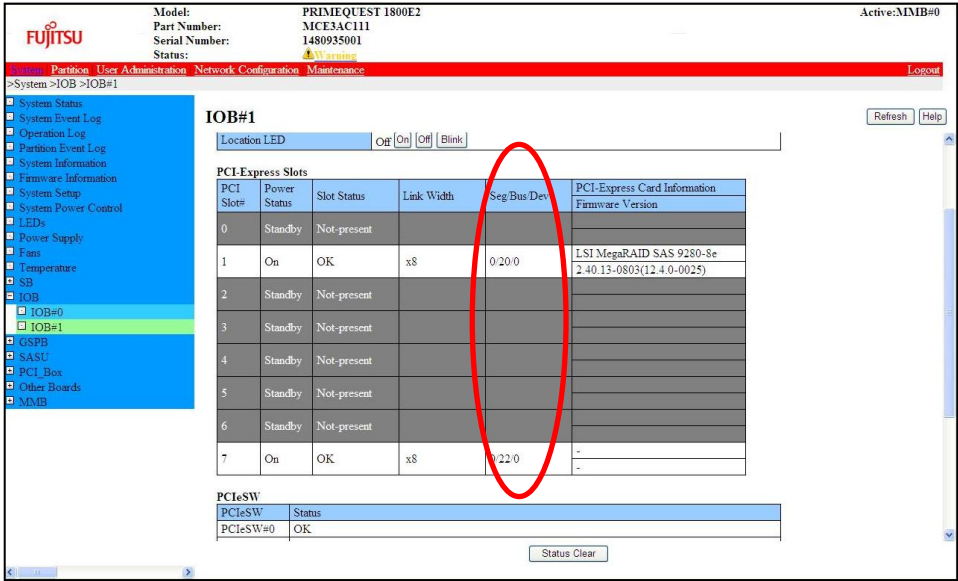 FUJITSU
Model: PRIMEQUEST 1800E2
Part Number: MCE3AC111
Serial Number: 1480935001
Status: Warning
Active:MMB#0
System Partition User Administration Network Configuration Maintenance Logout
>System >IOB >IOB#1
System Status
System Event Log
Operation Log
Partition Event Log
System Information
Firmware Information
System Setup
System Power Control
LEDs
Power Supply
Fans
Temperature
SB
IOB
IOB#0
IOB#1
GSPB
SASU
PCI_Box
Other Boards
MMB
IOB#1
Refresh Help
Location LED Off On Off Blink
PCI-Express Slots
PCI Slot# Power Status Slot Status Link Width Seg/Bus/Dev PCI-Express Card Information
Firmware Version
0 Standby Not-present
1 On OK x8 0/20/0 LSI MegaRAID SAS 9280-8e
2.40.13-0803(12.4.0-0025)
2 Standby Not-present
3 Standby Not-present
4 Standby Not-present
5 Standby Not-present
6 Standby Not-present
7 On OK x8 0/22/0 -
-
PCIeSW
PCIeSW Status
PCIeSW#0 OK
Status Clear